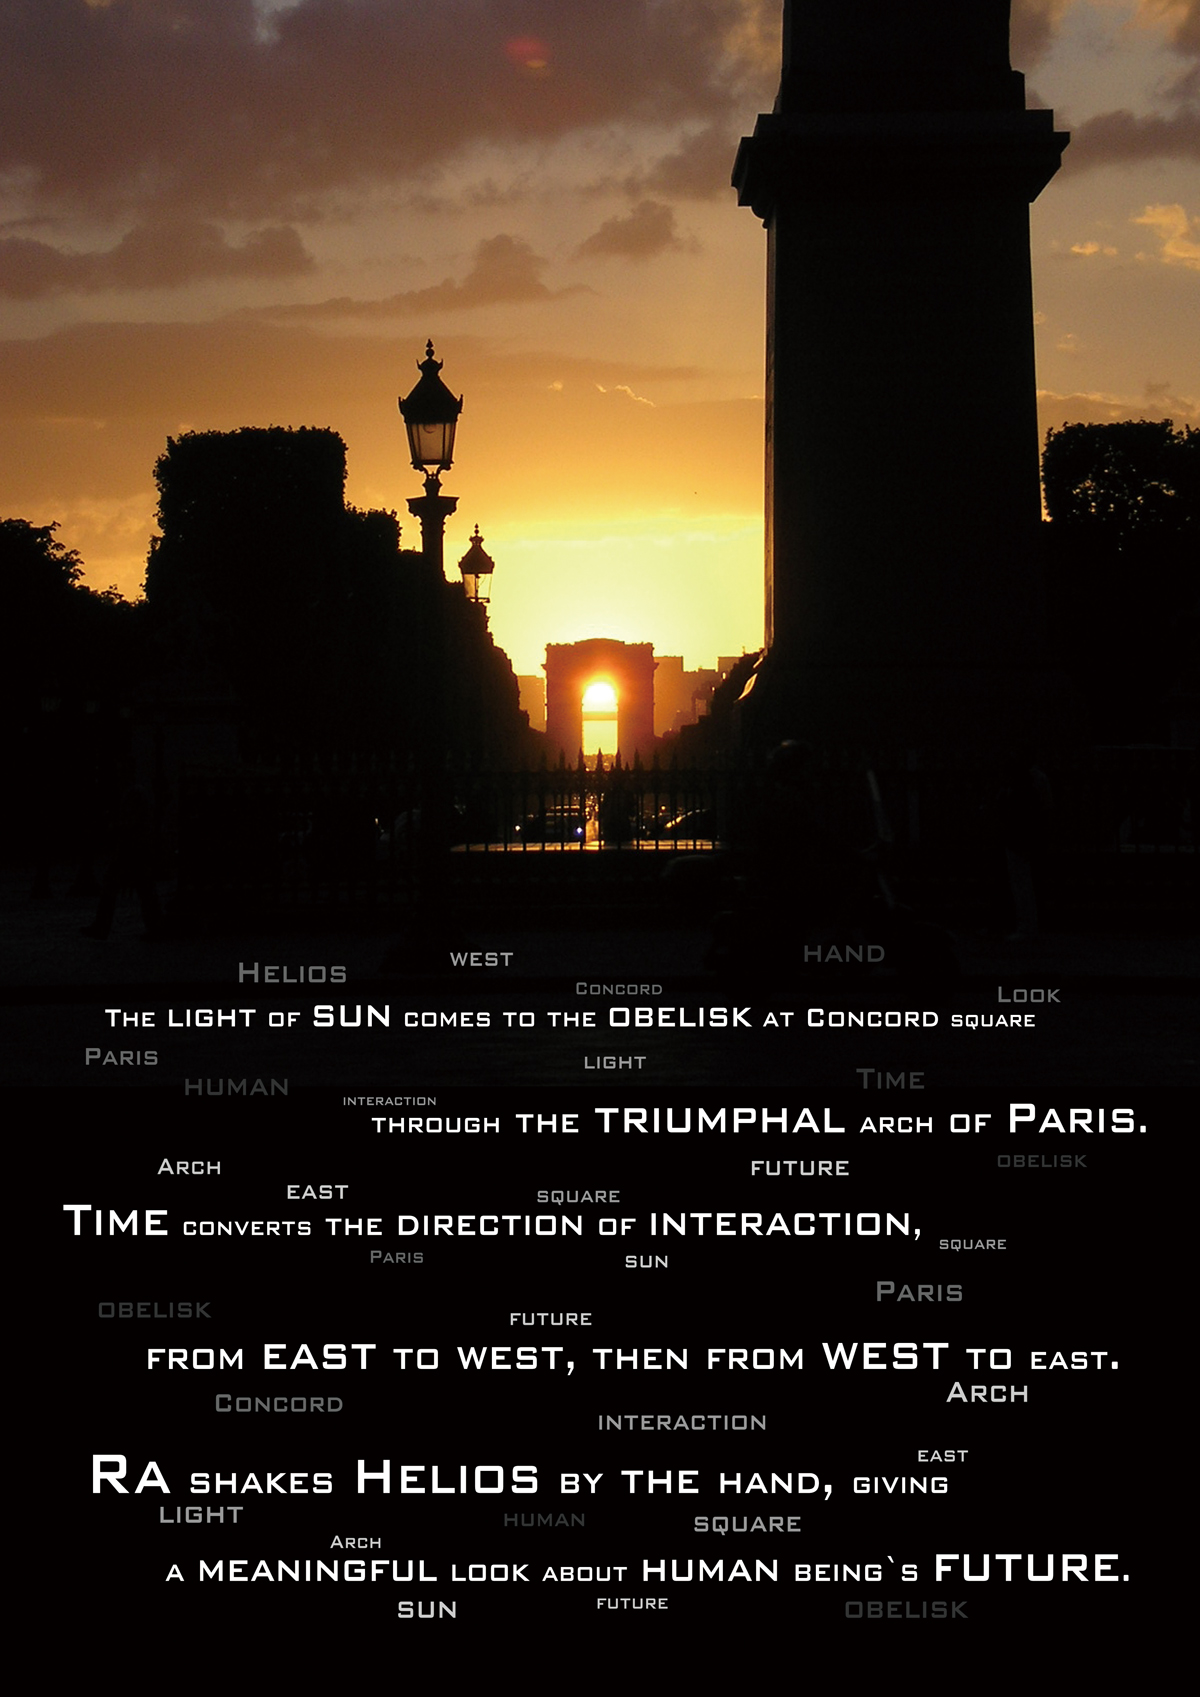 HAND
WEST
HELIOS
CONCORD
LOOK
THE LIGHT OF SUN COMES TO THE OBELISK AT CONCORD SQUARE
PARIS
LIGHT
TIME
HUMAN
INTERACTION
THROUGH THE TRIUMPHAL ARCH OF PARIS.
ARCH
FUTURE
OBELISK
EAST
SQUARE
TIME CONVERTS THE DIRECTION OF INTERACTION,
SQUARE
PARIS
SUN
PARIS
OBELISK
FUTURE
FROM EAST TO WEST, THEN FROM WEST TO EAST.
ARCH
CONCORD
INTERACTION
EAST
RA SHAKES HELIOS BY THE HAND, GIVING
LIGHT
HUMAN
SQUARE
ARCH
A MEANINGFUL LOOK ABOUT HUMAN BEING`S FUTURE.
SUN
FUTURE
OBELISK